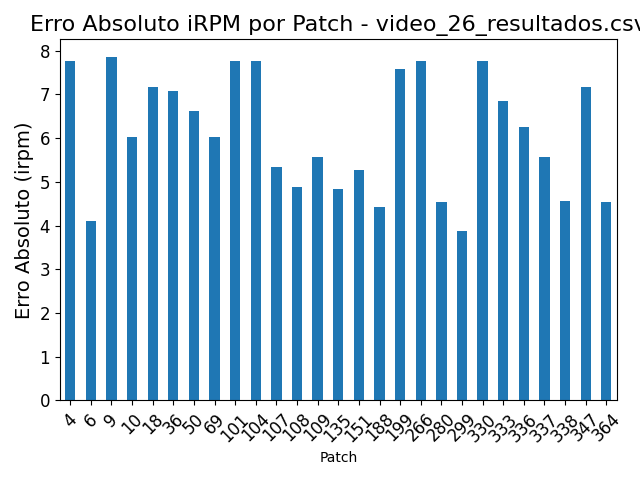 Erro Absoluto iRPM por Patch - video_26_resultados.csv
Erro Absoluto (irpm)
8
7
6
5
4
3
2
1
0
4 6 9 10 18 36 50 69 101 104 107 108 109 135 151 188 199 266 280 299 330 333 336 337 338 347 364
Patch